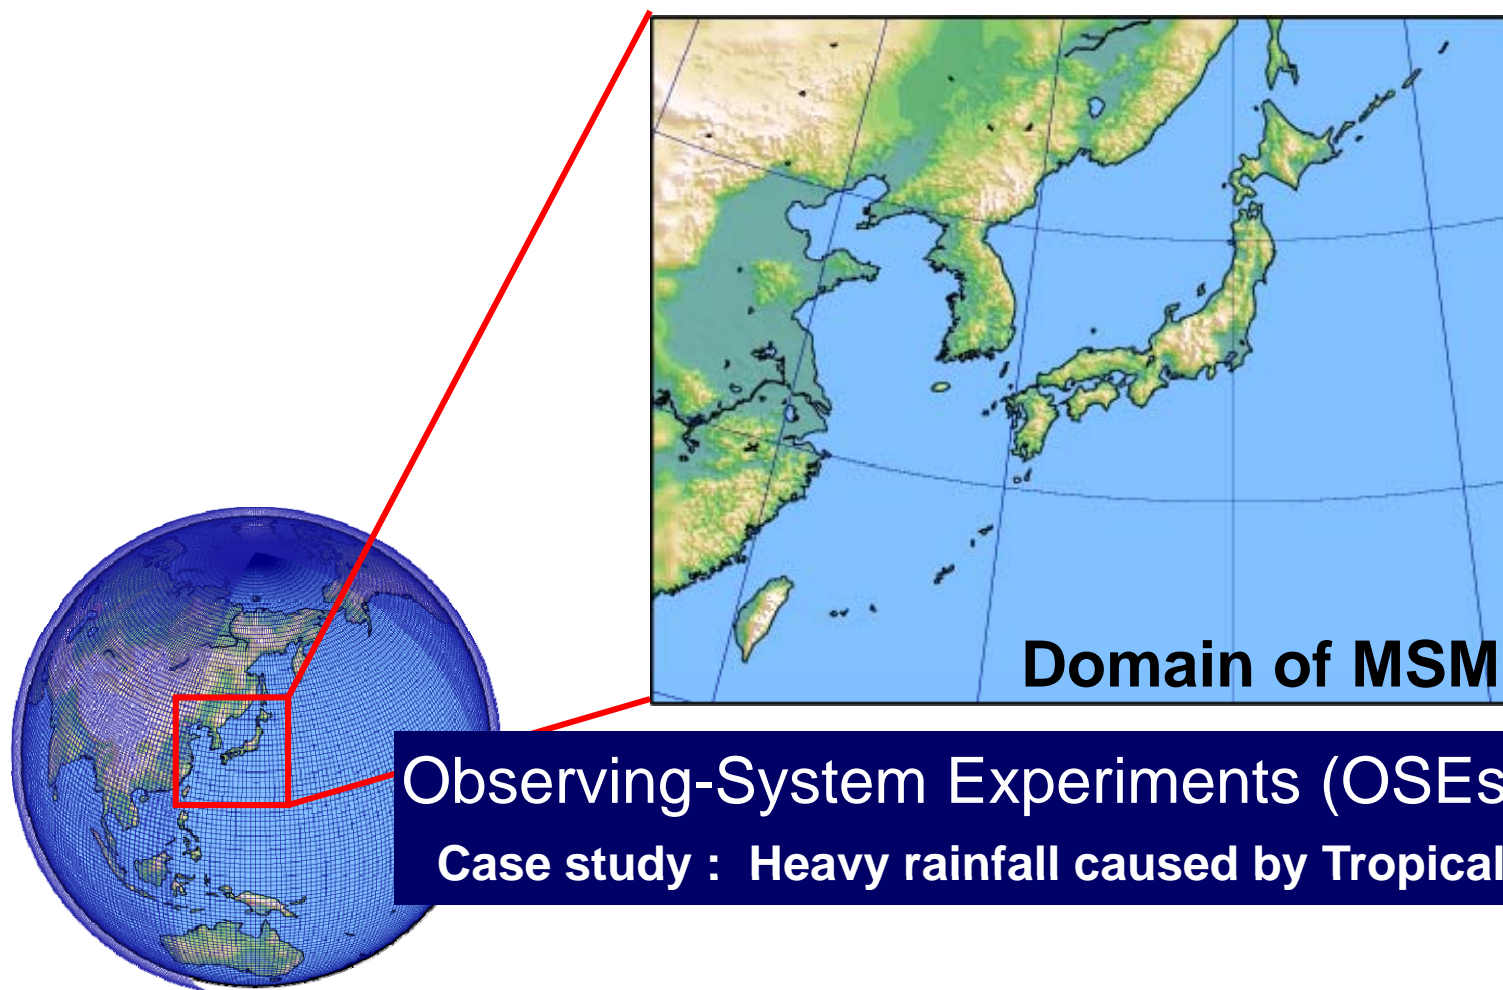 Domain of MSM
Observing-System Experiments (OSEs
Case study : Heavy rainfall caused by Tropical